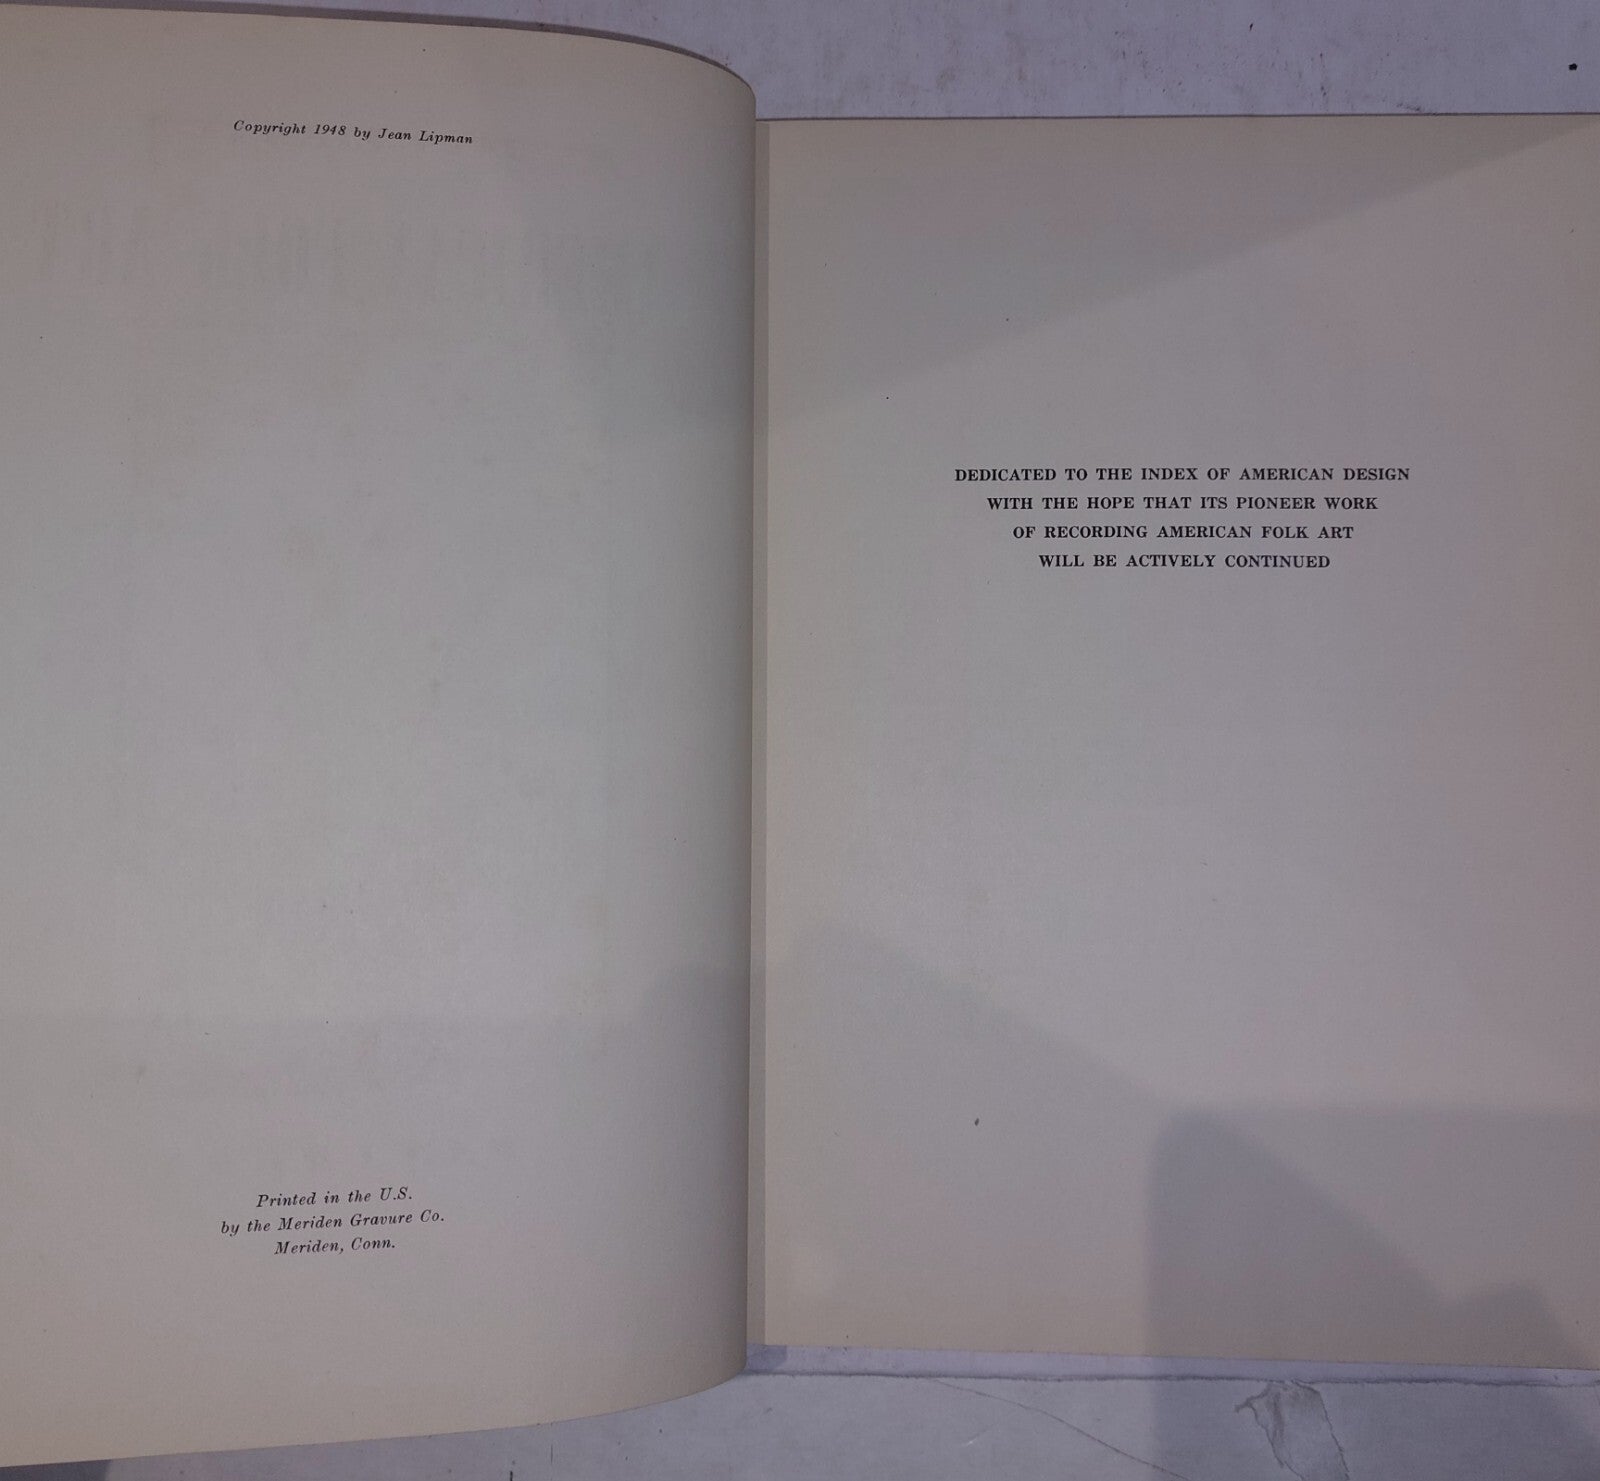 Copyright 1948 by Jean Lipman
Printed in the U.S.
by the Meriden Gravure Co.
Meriden, Conn.
DEDICATED TO THE INDEX OF AMERICAN DESIGN
WITH THE HOPE THAT ITS PIONEER WORK
OF RECORDING AMERICAN FOLK ART
WILL BE ACTIVELY CONTINUED